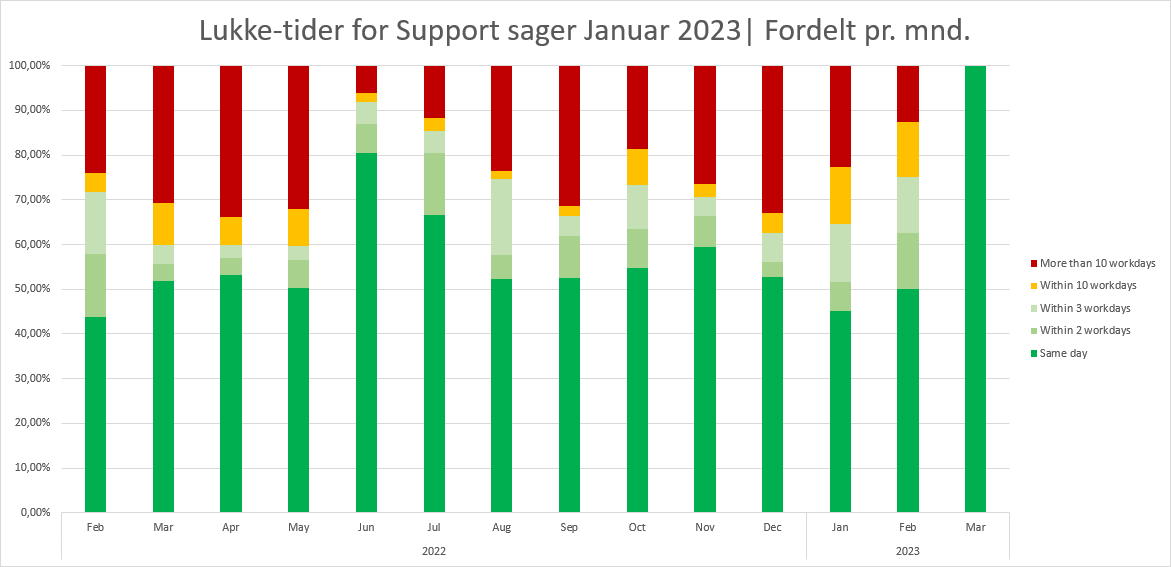 Lukke-tider for Support sager Januar 2023| Fordelt pr. mnd.
100,00%
90,00%
80,00%
70,00%
60,00%
50,00%
40,00%
30,00%
20,00%
10,00%
0,00%
Feb Mar Apr May Jun Jul Aug Sep Oct Nov Dec Jan Feb Mar
2022 2023
More than 10 workdays
Within 10 workdays
Within 3 workdays
Within 2 workdays
Same day